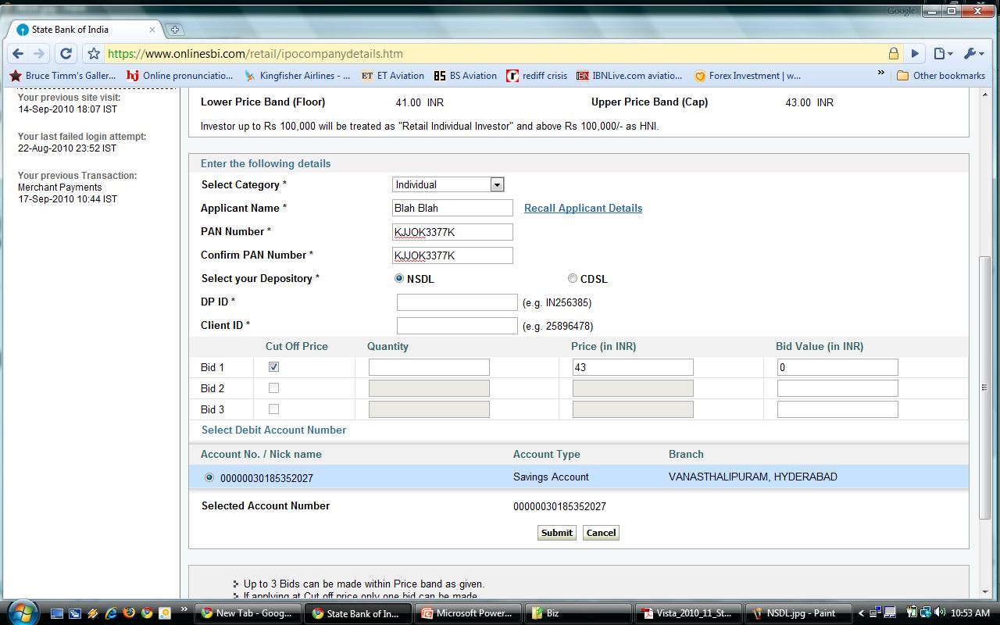 Google
State Bank of India
https://www.onlinesbi.com/retail/ipocompanydetails.htm
Bruce Timm's Galler... Online pronunciatio... Kingfisher Airlines - ... ET Aviation BS Aviation rediff crisis IBNLive.com aviatio... Forex Investment | w... » Other bookmarks
Your previous site visit:
14-Sep-2010 18:07 IST
Your last failed login attempt:
22-Aug-2010 23:52 IST
Your previous Transaction:
Merchant Payments
17-Sep-2010 10:44 IST
Lower Price Band (Floor) 41.00 INR Upper Price Band (Cap) 43.00 INR
Investor up to Rs 100,000 will be treated as "Retail Individual Investor" and above Rs 100,000/- as HNI.
Enter the following details
Select Category * Individual
Applicant Name * Blah Blah Recall Applicant Details
PAN Number * KJJOK3377K
Confirm PAN Number * KJJOK3377K
Select your Depository * NSDL CDSL
DP ID * (e.g. IN256385)
Client ID * (e.g. 25896478)
Cut Off Price Quantity Price (in INR) Bid Value (in INR)
Bid 1 43 0
Bid 2
Bid 3
Select Debit Account Number
Account No. / Nick name Account Type Branch
00000030185352027 Savings Account VANASTHALIPURAM, HYDERABAD
Selected Account Number 00000030185352027
Submit Cancel
Up to 3 Bids can be made within Price band as given.
If applying at Cut off price only one bid can be made
» New Tab - Goog... State Bank of In... Microsoft Power... Biz Vista_2010_11_St... NSDL.jpg - Paint 10:53 AM